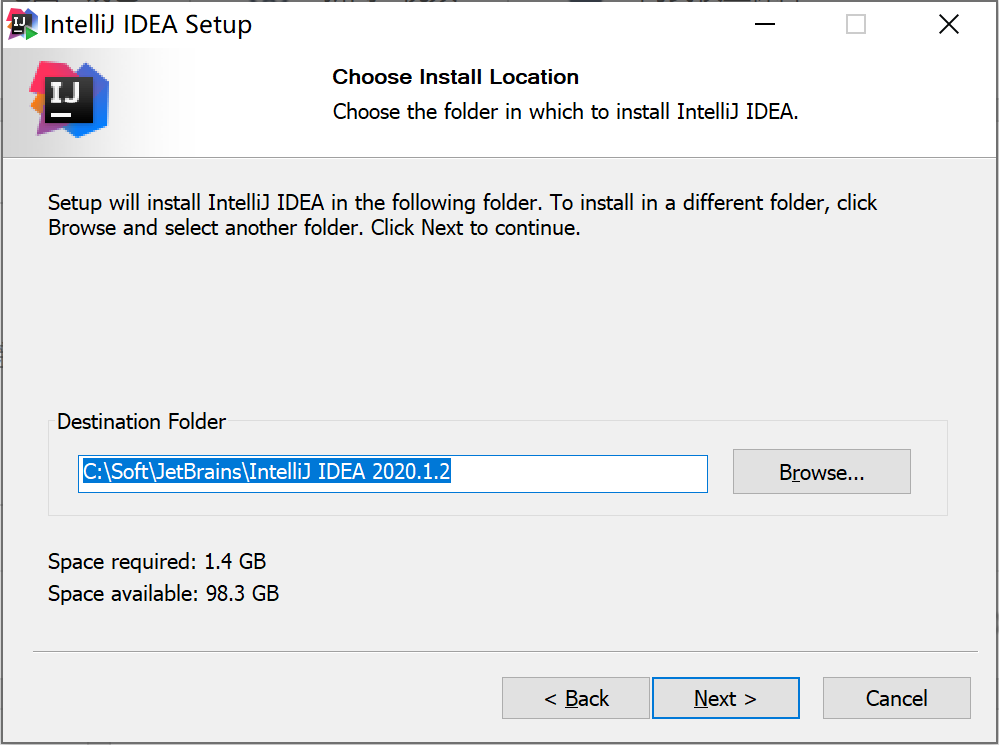 IntelliJ IDEA Setup
IJ
Choose Install Location
Choose the folder in which to install IntelliJ IDEA.
Setup will install IntelliJ IDEA in the following folder. To install in a different folder, click
Browse and select another folder. Click Next to continue.
Destination Folder
C:\Soft\JetBrains\IntelliJ IDEA 2020.1.2
Browse...
Space required: 1.4 GB
Space available: 98.3 GB
< Back
Next >
Cancel